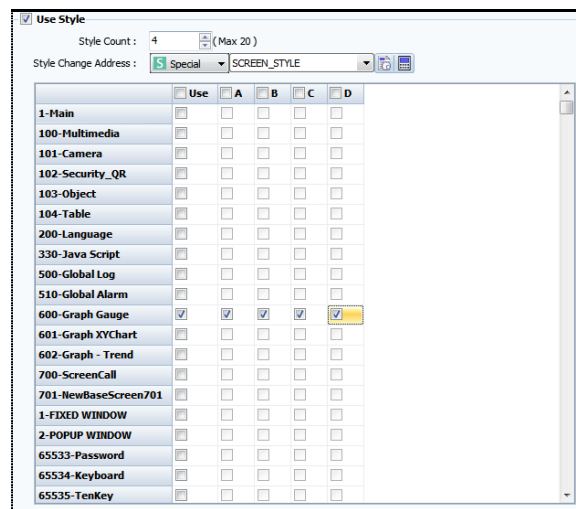 Use Style
Style Count : 4 (Max 20 )
Style Change Address : S Special SCREEN_STYLE
Use A B C D
1-Main
100-Multimedia
101-Camera
102-Security_QR
103-Object
104-Table
200-Language
330-Java Script
500-Global Log
510-Global Alarm
600-Graph Gauge
601-Graph XYChart
602-Graph - Trend
700-ScreenCall
701-NewBaseScreen701
1-FIXED WINDOW
2-POPUP WINDOW
65533-Password
65534-Keyboard
65535-TenKey